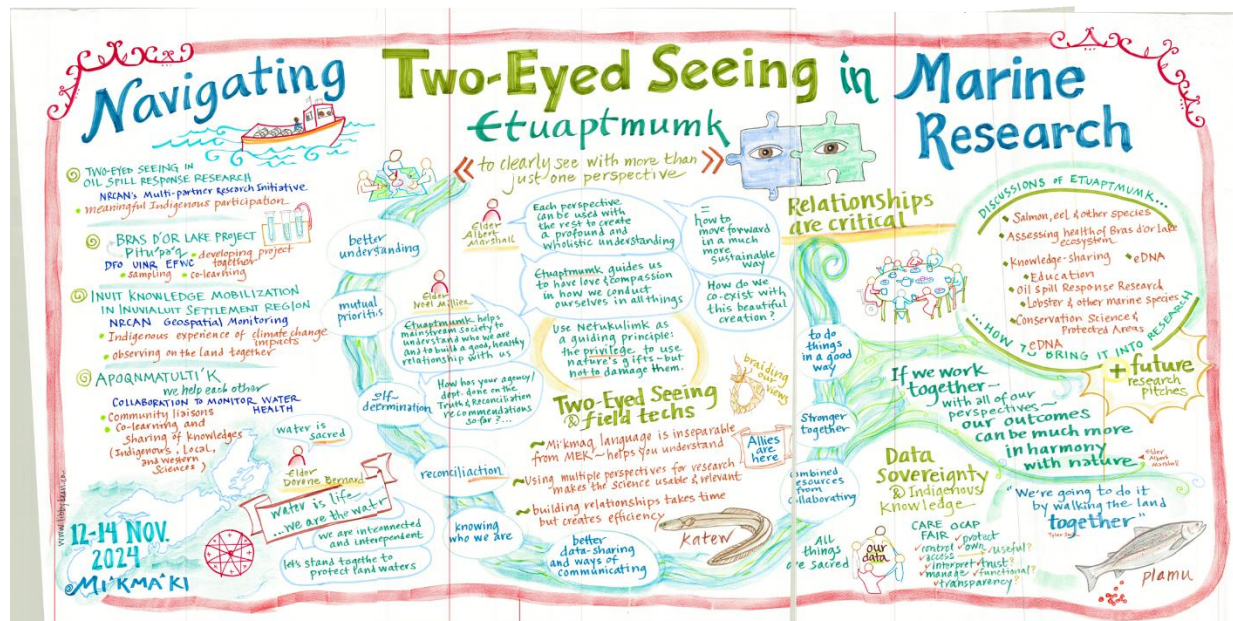 Navigating
Two-Eyed Seeing in Marine
Research
Etuaptmumk
to clearly see with more than
just one perspective
TWO-EYED SEEING IN
OIL SPILL RESPONSE RESEARCH
NRCAN's Multi-partner Research Initiative
meaningful Indigenous participation
BRAS D'OR LAKE PROJECT
Pitu'pa'q
developing project
together
DFO UINR EFWC
sampling
co-learning
INUIT KNOWLEDGE MOBILIZATION
IN INUVIALUIT SETTLEMENT REGION
NRCAN Geospatial Monitoring
Indigenous experience of climate change
impacts
observing on the land together
APOQNMATULTI'K
we help each other
COLLABORATION TO MONITOR WATER
HEALTH
Community liaisons
Co-learning and
sharing of knowledges
(Indigenous, Local,
and Western
Sciences)
water is
sacred
Elder
Dorene Bernard
water is life
...we are the water
we are interconnected
and interdependent
let's stand together to
protect land waters
12-14 NOV.
2024
MI'KMA'KI
better
understanding
mutual
priorities
self-
determination
reconciliaction
knowing
who we are
better
data-sharing
and ways of
communicating
combined
resources
from
collaborating
Stronger
together
to do
things
in a good
way
Elder
Albert
Marshall
Each perspective
can be used with
the rest to create
a profound and
wholistic understanding
=
how to
move forward
in a much
more
sustainable
way
Etuaptmumk guides us
to have love & compassion
in how we conduct
ourselves in all things
How do we
co-exist with
this beautiful
creation?
Elder
Noel Milliea
Etuaptmumk helps
mainstream society to
understand who we are
and to build a good, healthy
relationship with us
How has your agency/
dept. done on the
Truth & Reconciliation
recommendations
so far?...
Use Netukulimk as
a guiding principle:
the privilege to use
nature's gifts - but
not to damage them.
braiding
our
views
Two-Eyed Seeing
& field techs
Mi'kmaq language is inseparable
from MEK - helps you understand
Using multiple perspectives for research
makes the Science usable & relevant
building relationships takes time
but creates efficiency
katew
Allies
are
here
All
things
are sacred
Relationships
are critical
DISCUSSIONS OF ETUAPTMUMK...
Salmon, eel & other species
Assessing health of Bras d'or lake
ecosystem
Knowledge-sharing
eDNA
Education
Oil spill Response Research
Lobster & other marine species
Conservation Science &
Protected Areas
eDNA
...HOW TO BRING IT INTO RESEARCH
+ future
research
pitches
If we work
together -
with all of our
perspectives -
our outcomes
can be much more
in harmony
with nature
Elder
Albert
Marshall
Data
Sovereignty
& Indigenous
Knowledge
our
data
CARE OCAP
FAIR
protect
control
own
useful?
access
interpret
trust?
manage
functional?
transparency?
"We're going to do it
by walking the land
together"
plamu